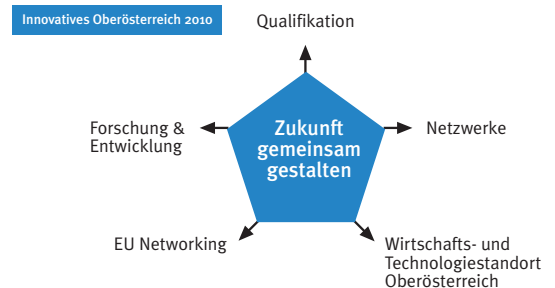 Innovatives Oberösterreich 2010
Qualifikation
Forschung &
Entwicklung
Zukunft
gemeinsam
gestalten
Netzwerke
EU Networking
Wirtschafts- und
Technologiestandort
Oberösterreich